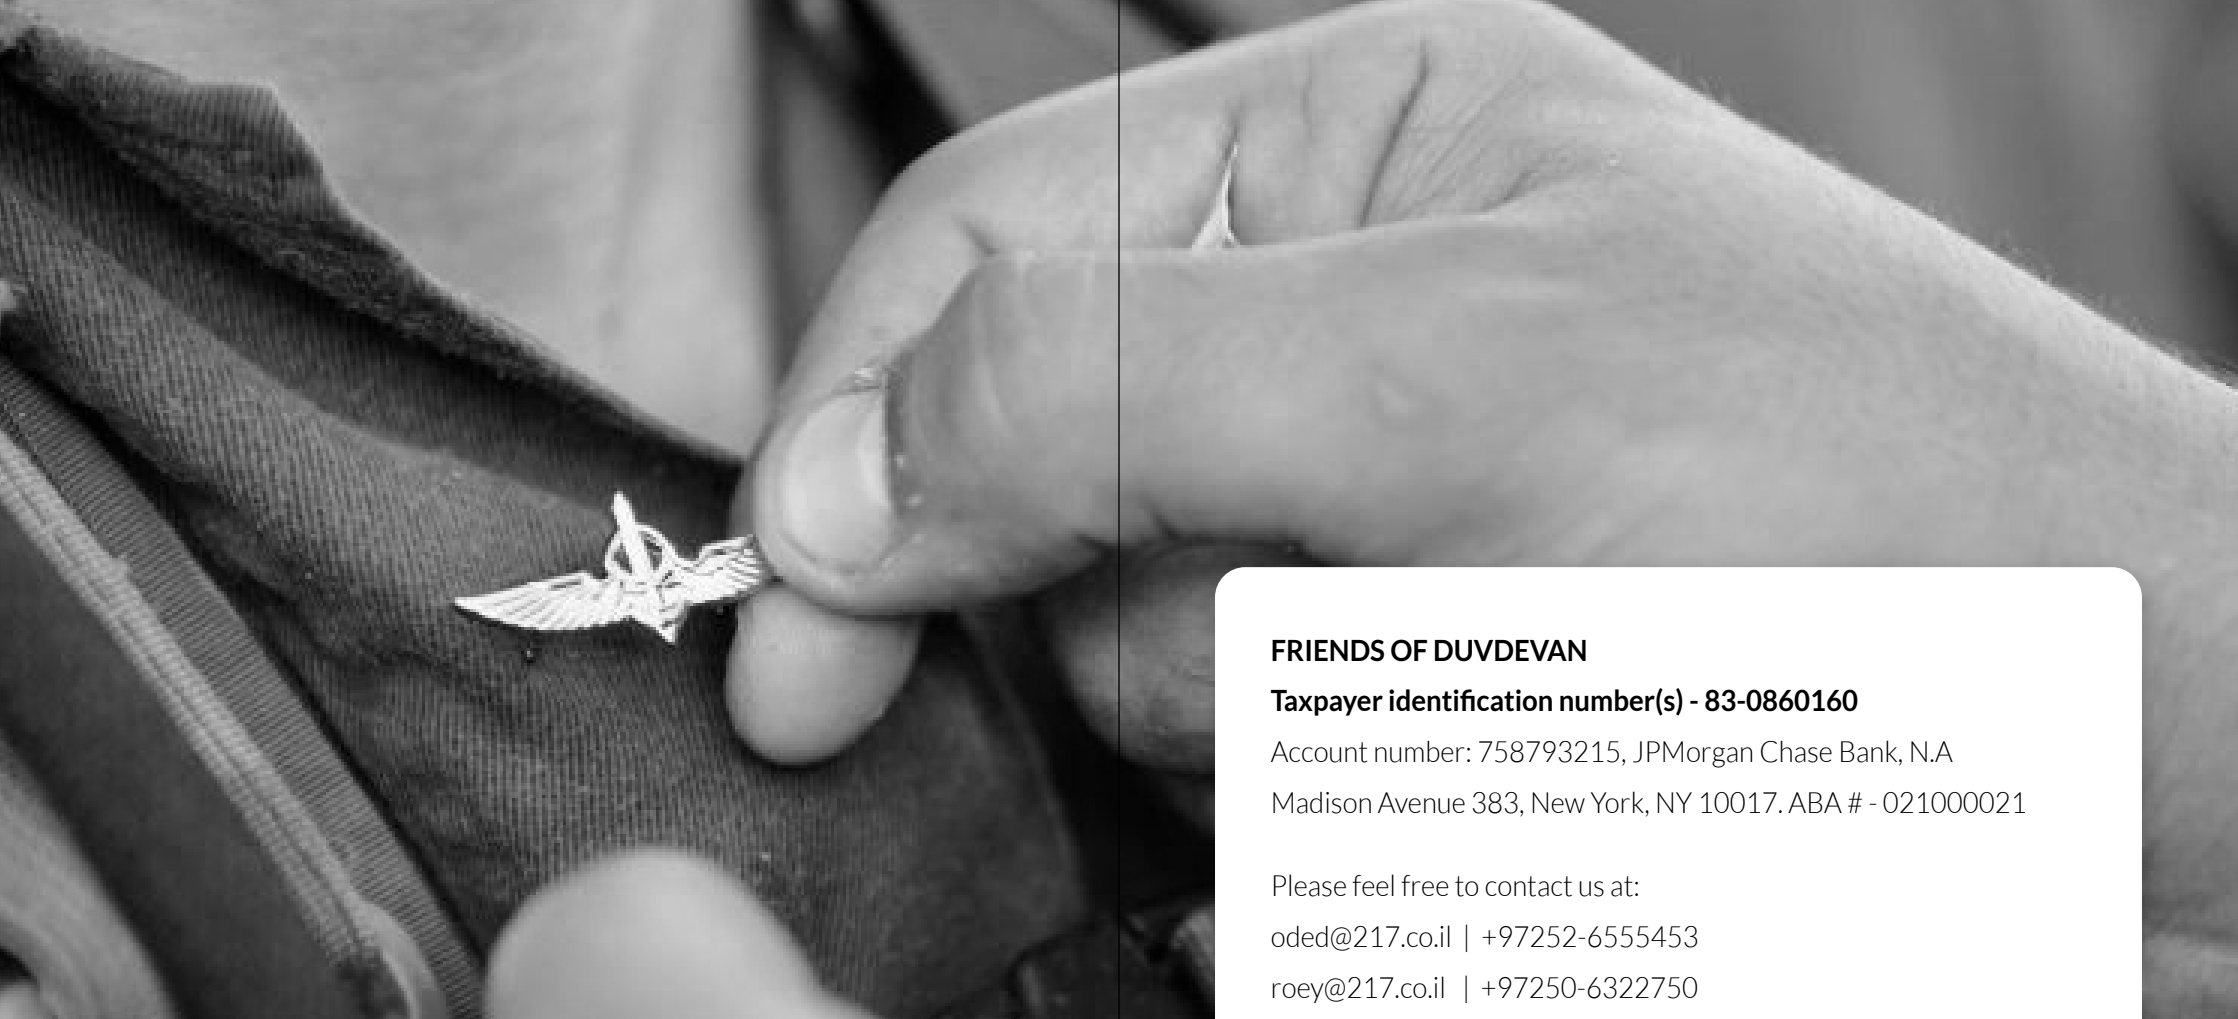 FRIENDS OF DUVDEVAN
Taxpayer identification number(s) - 83-0860160
Account number: 758793215, JPMorgan Chase Bank, N.A
Madison Avenue 383, New York, NY 10017. ABA # - 021000021
Please feel free to contact us at:
oded@217.co.il | +97252-6555453
roey@217.co.il | +97250-6322750